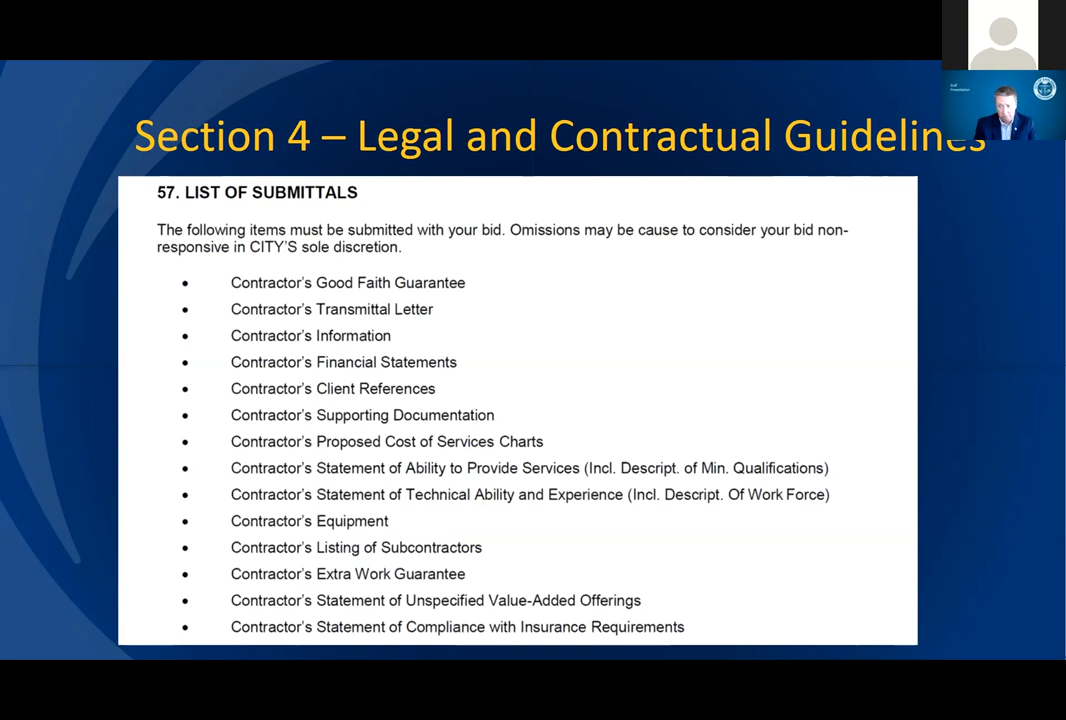 Section 4 – Legal and Contractual Guidelines
Staff
Presentation
57. LIST OF SUBMITTALS
The following items must be submitted with your bid. Omissions may be cause to consider your bid non-
responsive in CITY'S sole discretion.
• Contractor's Good Faith Guarantee
• Contractor's Transmittal Letter
• Contractor's Information
• Contractor's Financial Statements
• Contractor's Client References
• Contractor's Supporting Documentation
• Contractor's Proposed Cost of Services Charts
• Contractor's Statement of Ability to Provide Services (Incl. Descript. of Min. Qualifications)
• Contractor's Statement of Technical Ability and Experience (Incl. Descript. Of Work Force)
• Contractor's Equipment
• Contractor's Listing of Subcontractors
• Contractor's Extra Work Guarantee
• Contractor's Statement of Unspecified Value-Added Offerings
• Contractor's Statement of Compliance with Insurance Requirements